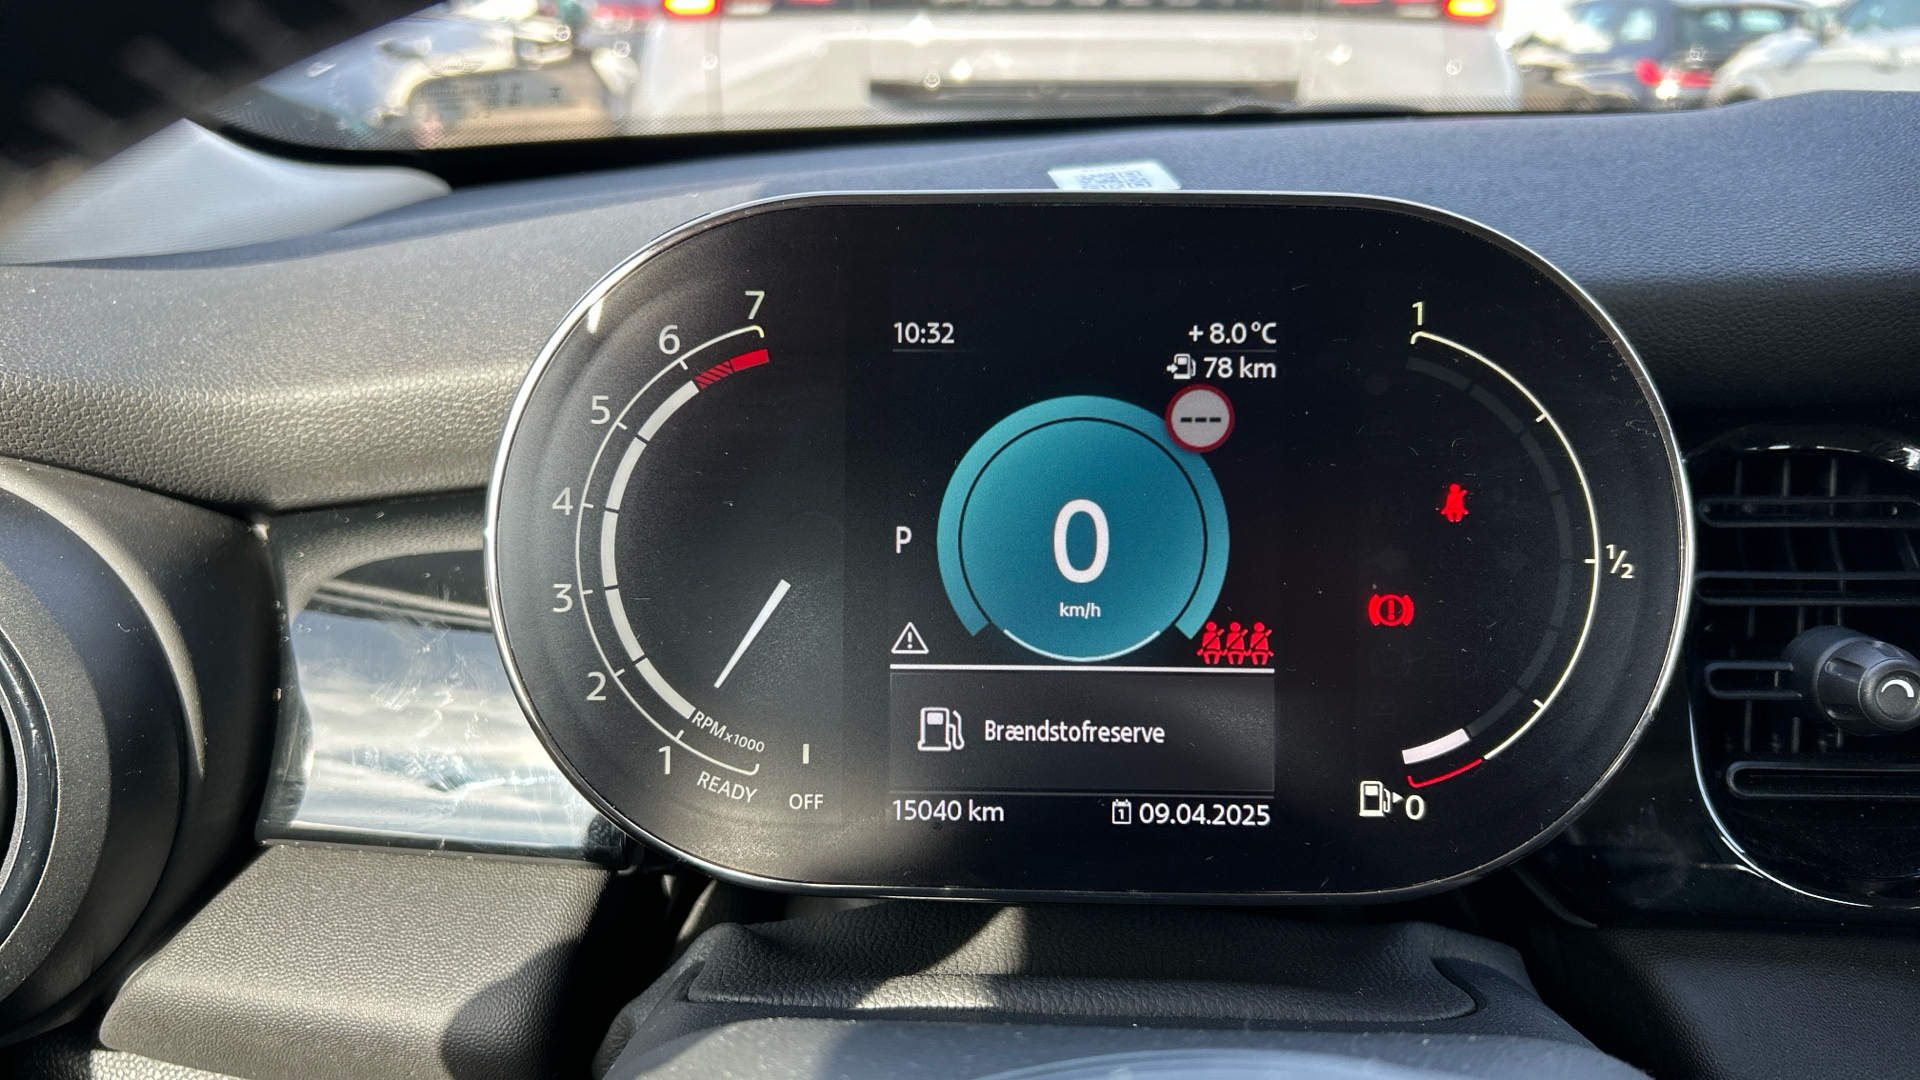 10:32
+ 8.0 °C
78 km
---
7
6
5
4
3
2
1
RPM x1000
READY
OFF
P
0
km/h
Brændstofreserve
15040 km
1 09.04.2025
1
1/2
0